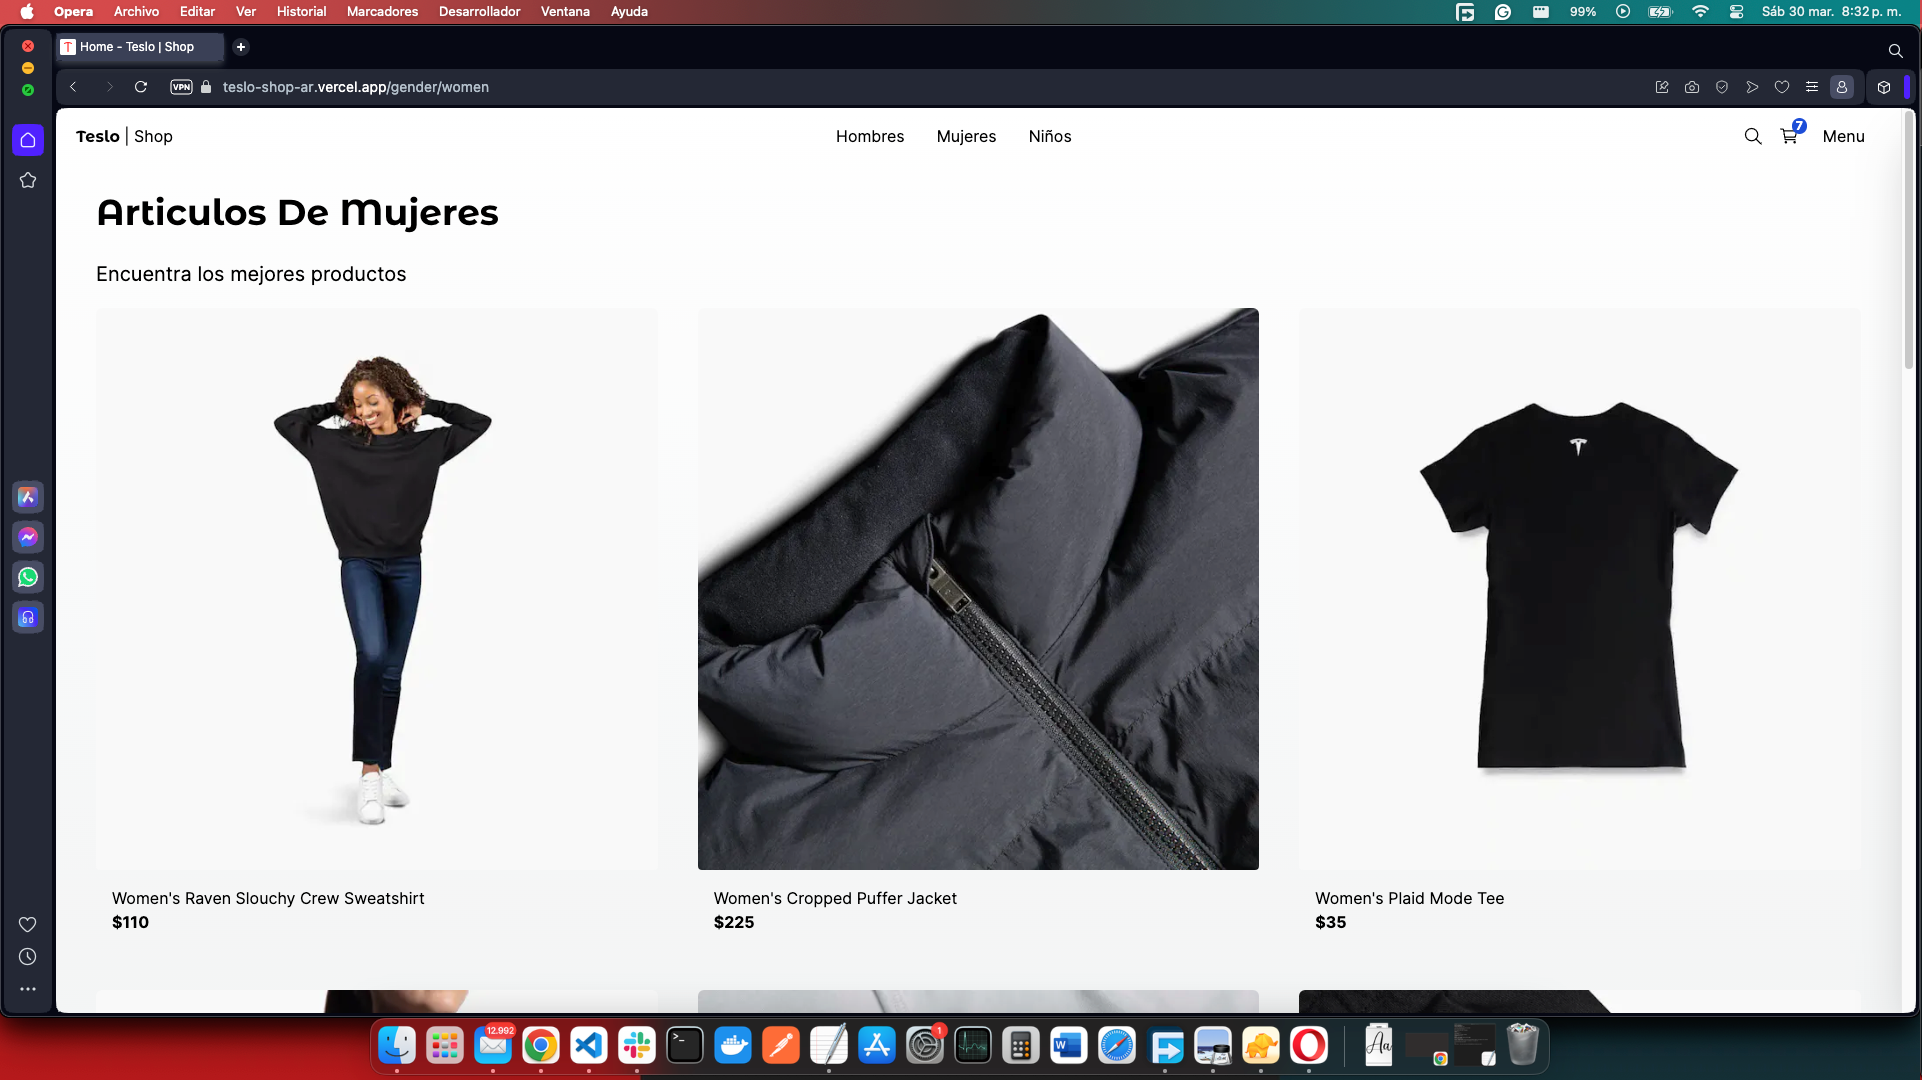 Opera Archivo Editar Ver Historial Marcadores Desarrollador Ventana Ayuda 99% Sáb 30 mar. 8:32 p. m.
T Home - Teslo | Shop
VPN teslo-shop-ar.vercel.app/gender/women
Teslo | Shop Hombres Mujeres Niños 7 Menu
Articulos De Mujeres
Encuentra los mejores productos
Women's Raven Slouchy Crew Sweatshirt
$110
Women's Cropped Puffer Jacket
$225
Women's Plaid Mode Tee
$35
12.992
1